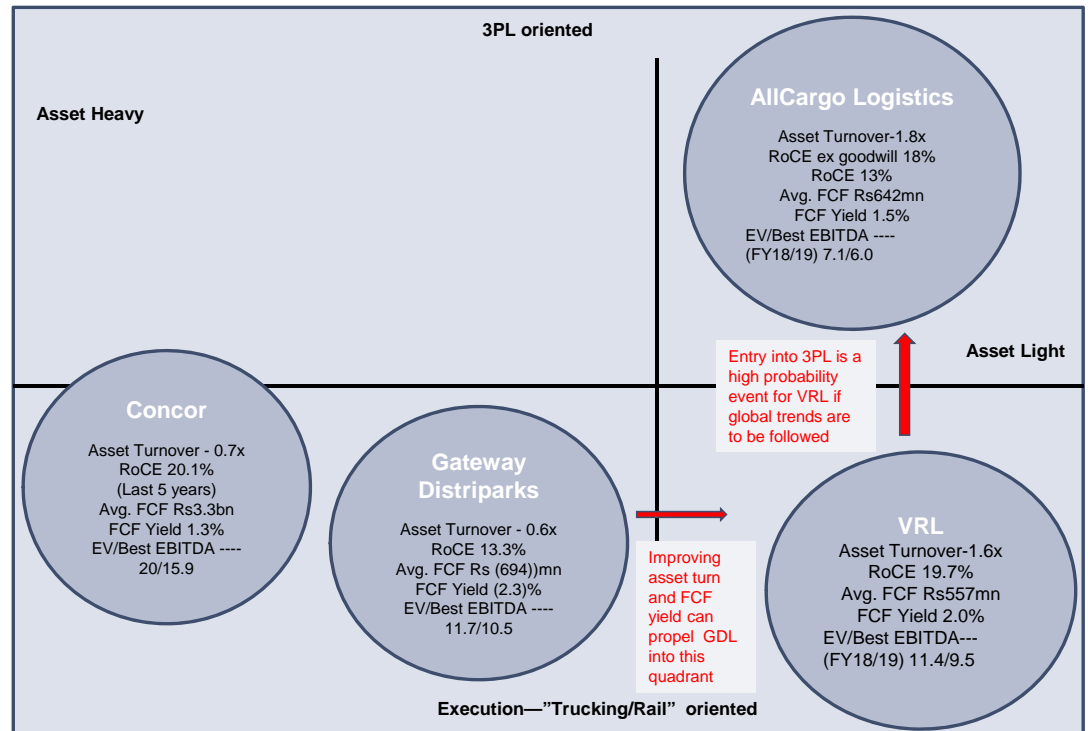 3PL oriented
Asset Heavy
AllCargo Logistics
Asset Turnover-1.8x
RoCE ex goodwill 18%
RoCE 13%
Avg. FCF Rs642mn
FCF Yield 1.5%
EV/Best EBITDA ----
(FY18/19) 7.1/6.0
Entry into 3PL is a
high probability
event for VRL if
global trends are
to be followed
Asset Light
Concor
Asset Turnover - 0.7x
RoCE 20.1%
(Last 5 years)
Avg. FCF Rs3.3bn
FCF Yield 1.3%
EV/Best EBITDA ----
20/15.9
Gateway
Distriparks
Asset Turnover - 0.6x
RoCE 13.3%
Avg. FCF Rs (694))mn
FCF Yield (2.3)%
EV/Best EBITDA ----
11.7/10.5
Improving
asset turn
and FCF
yield can
propel GDL
into this
quadrant
VRL
Asset Turnover-1.6x
RoCE 19.7%
Avg. FCF Rs557mn
FCF Yield 2.0%
EV/Best EBITDA---
(FY18/19) 11.4/9.5
Execution—”Trucking/Rail” oriented